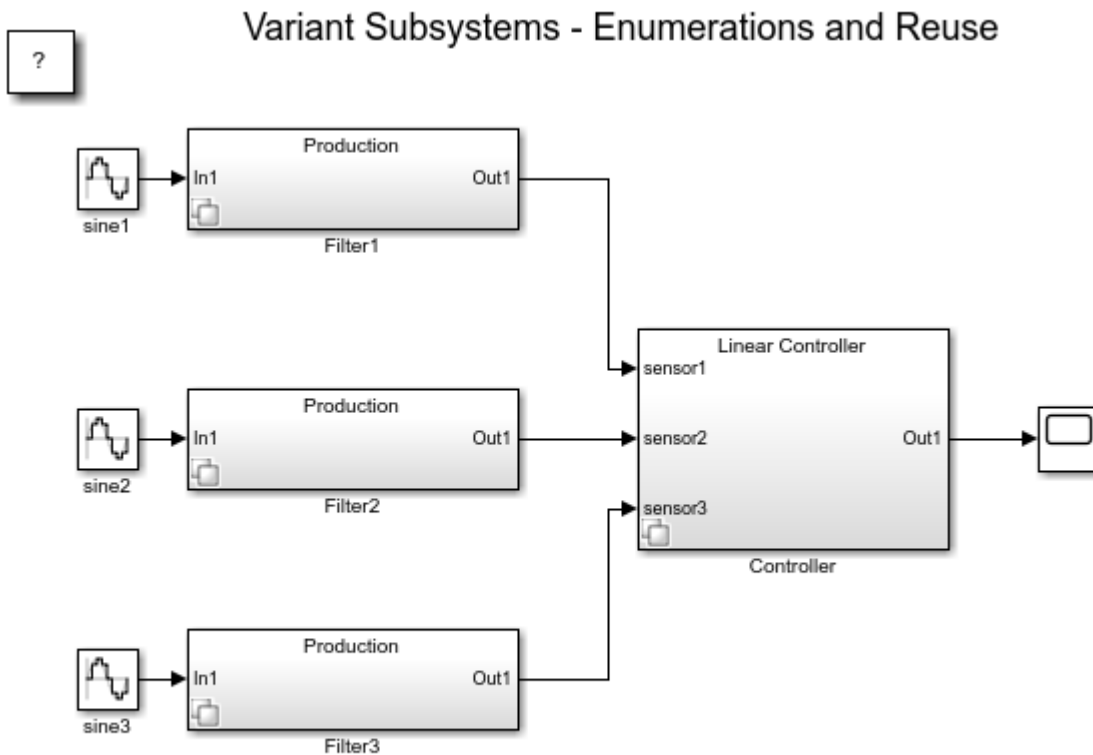 Variant Subsystems - Enumerations and Reuse
?
Production
In1
Out1
sine1
Filter1
Linear Controller
sensor1
Production
In1
Out1
sensor2
Out1
sine2
Filter2
sensor3
Controller
Production
In1
Out1
sine3
Filter3